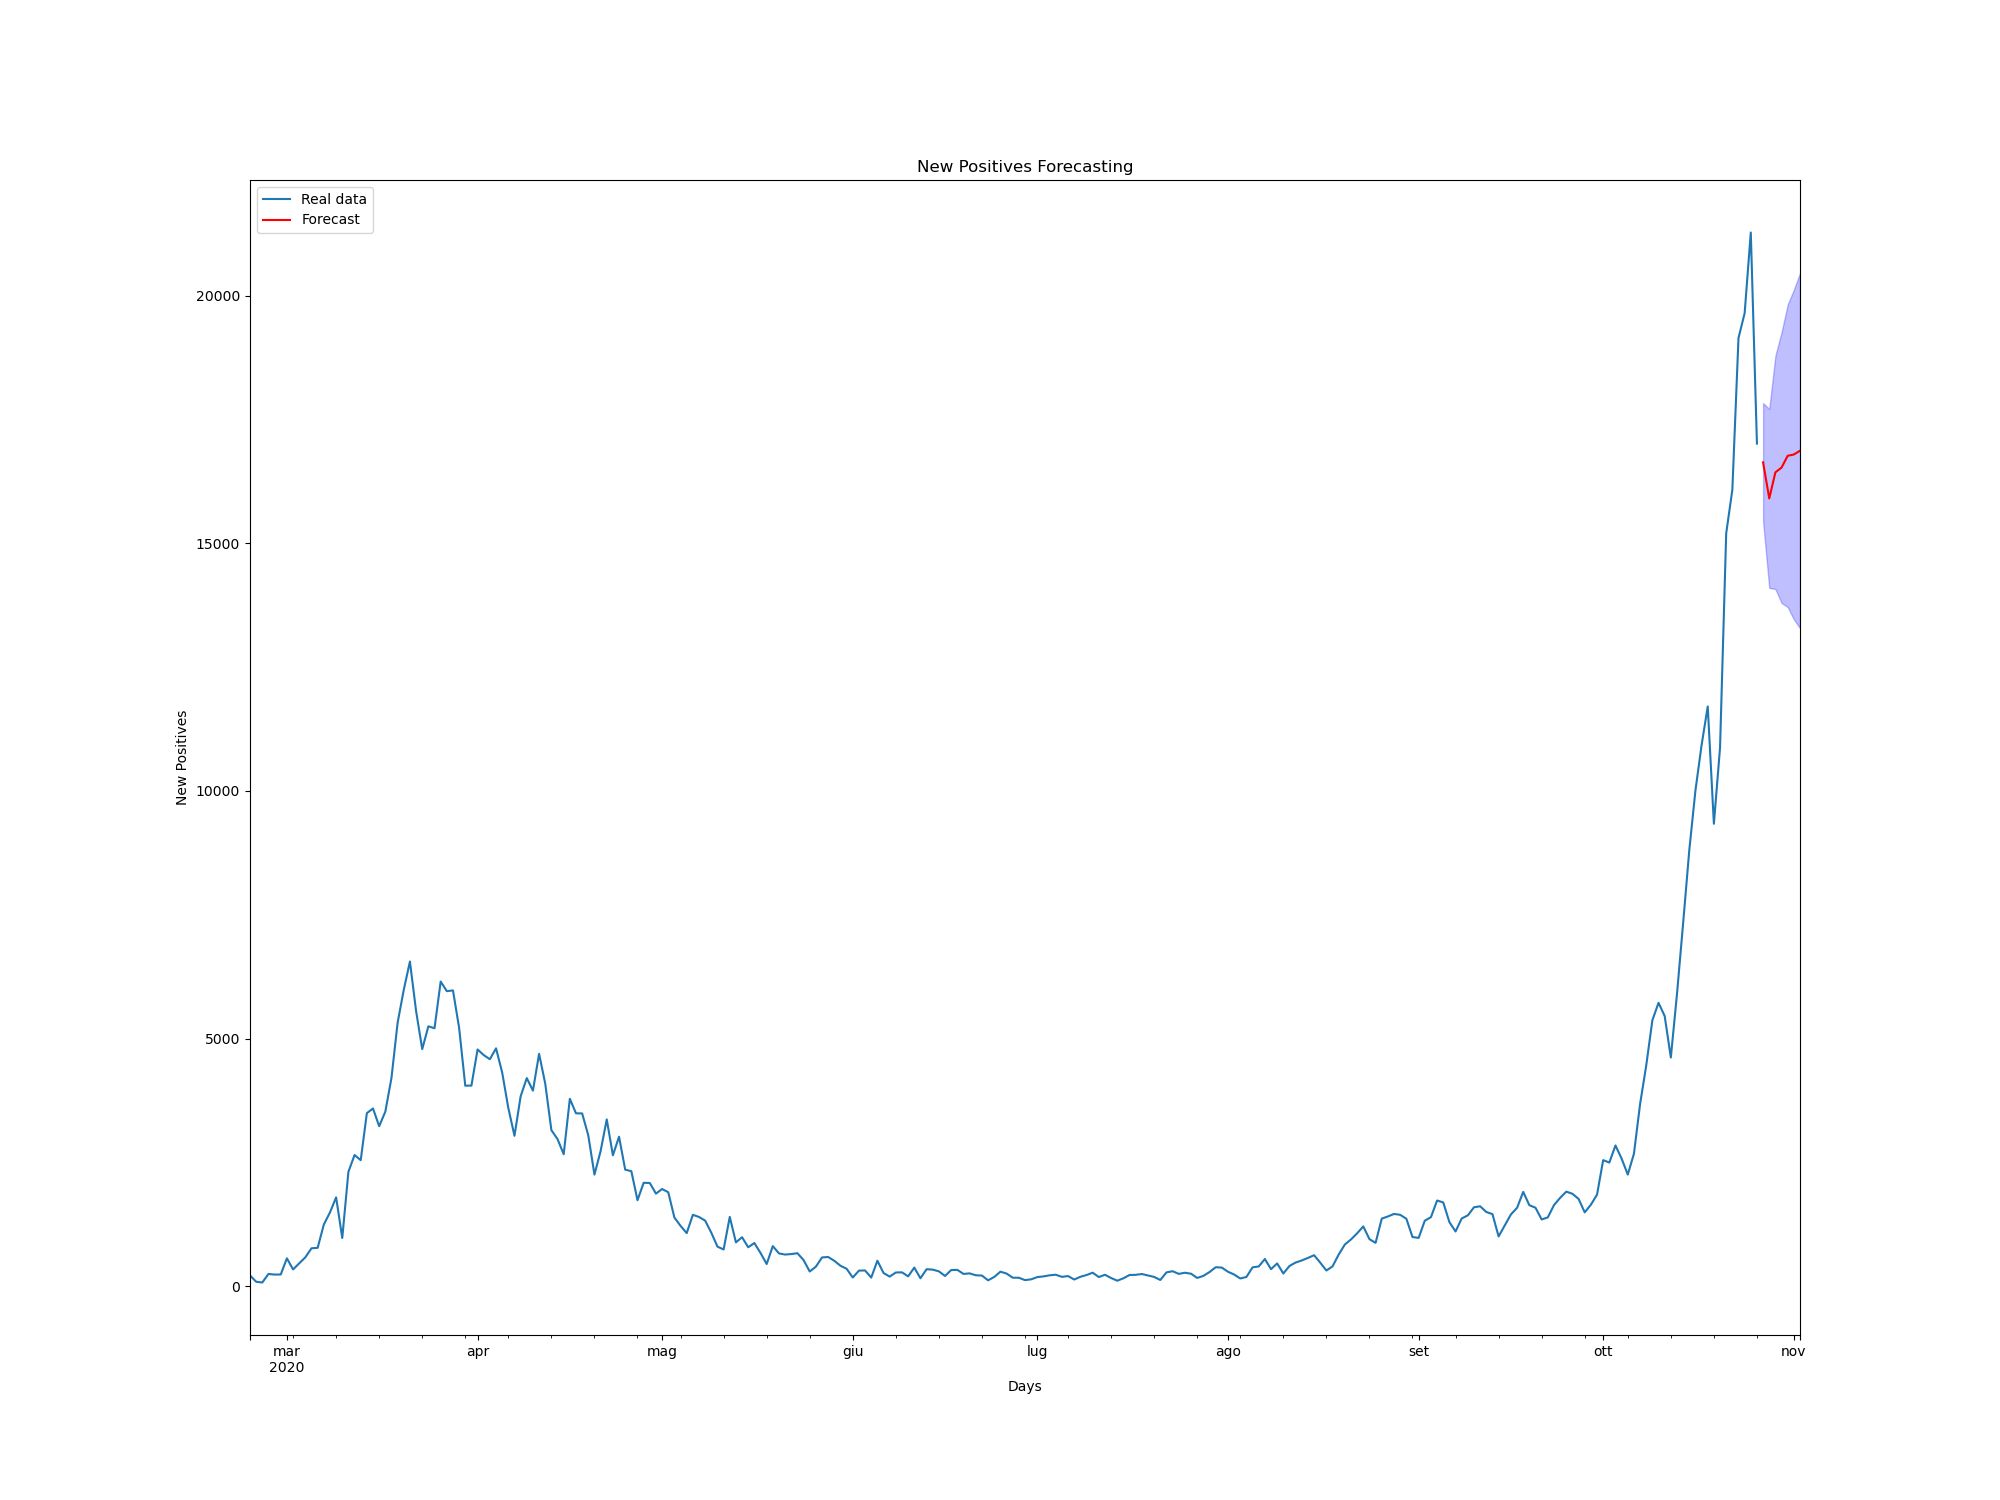 New Positives Forecasting
Real data
Forecast
20000
15000
10000
5000
0
New Positives
mar apr mag giu lug ago set ott nov
2020
Days